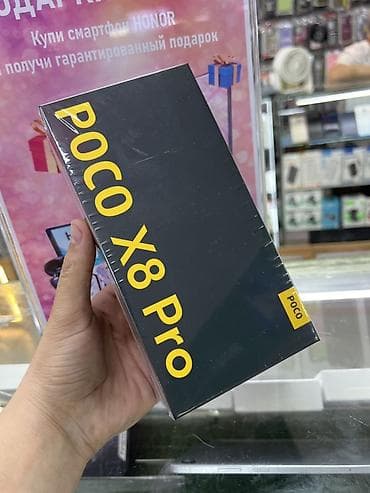 Купи смартфон HONOR
получи гарантированный подарок
POCO X8 Pro
POCO